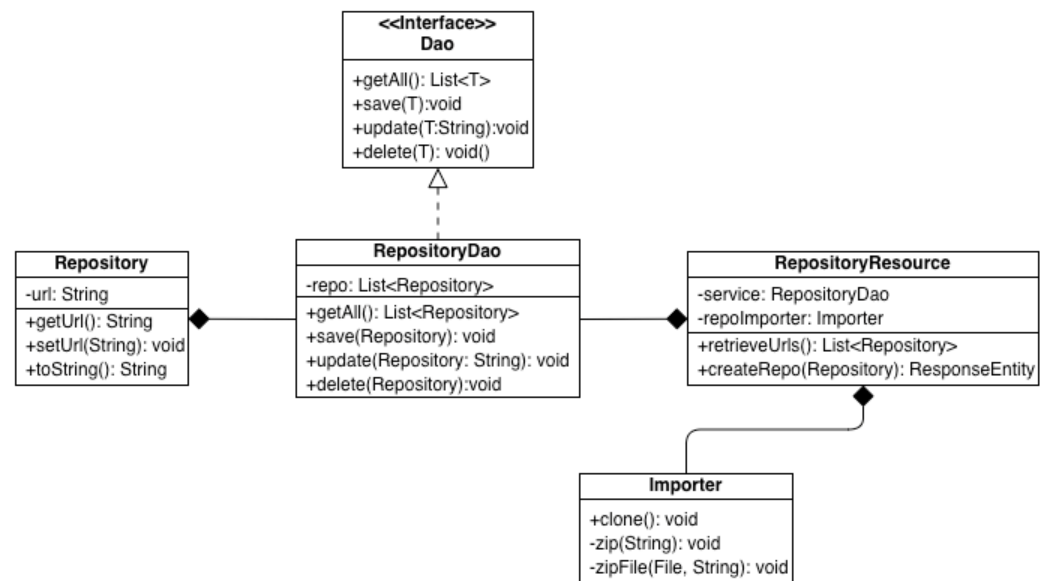 <<Interface>>
Dao
+getAll(): List<T>
+save(T):void
+update(T:String):void
+delete(T): void()
Repository
-url: String
+getUrl(): String
+setUrl(String): void
+toString(): String
RepositoryDao
-repo: List<Repository>
+getAll(): List<Repository>
+save(Repository): void
+update(Repository: String): void
+delete(Repository):void
RepositoryResource
-service: RepositoryDao
-repoImporter: Importer
+retrieveUrls(): List<Repository>
+createRepo(Repository): ResponseEntity
Importer
+clone(): void
-zip(String): void
-zipFile(File, String): void